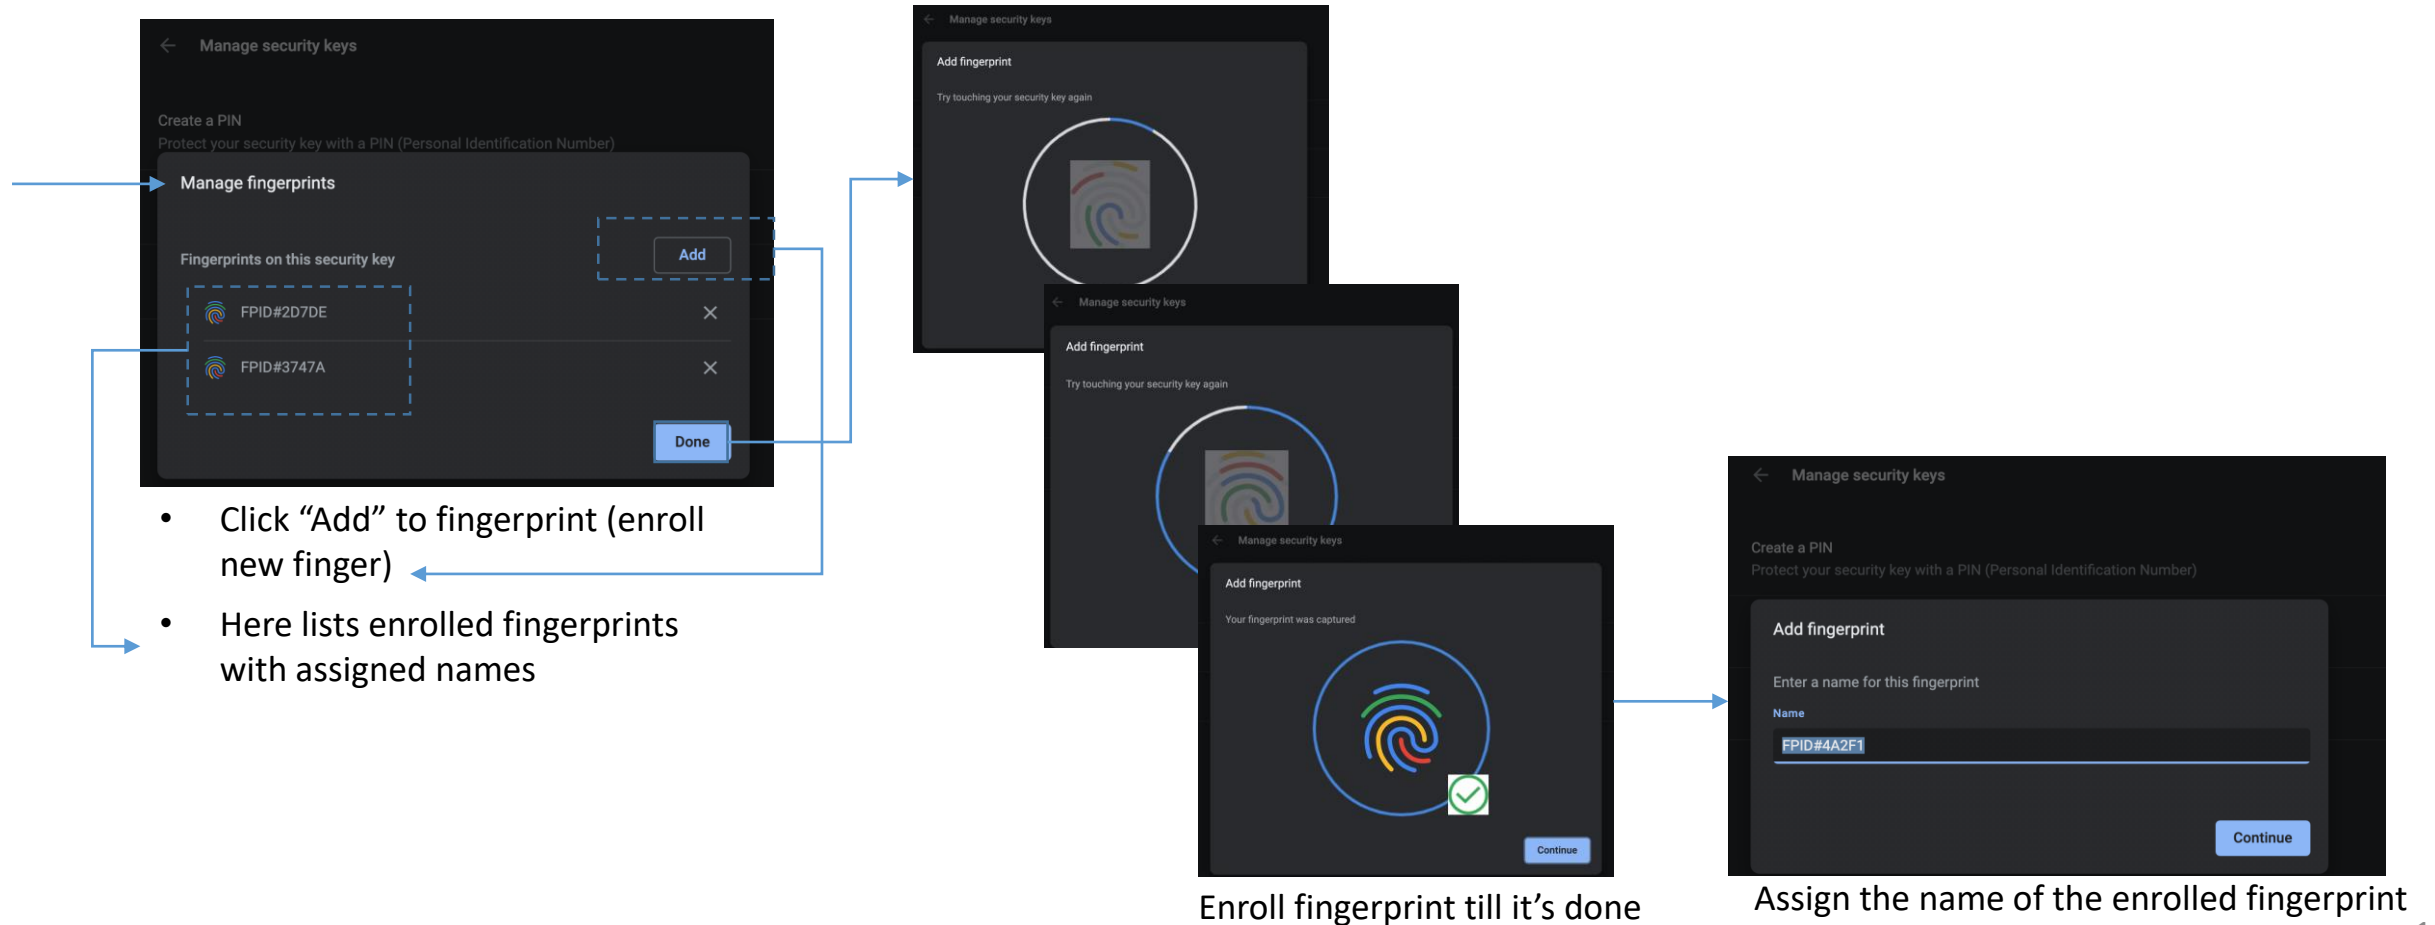 Manage security keys
Create a PIN
Protect your security key with a PIN (Personal Identification Number)
Manage fingerprints
Fingerprints on this security key
Add
FPID#2D7DE
FPID#3747A
Done
• Click “Add” to fingerprint (enroll
new finger)
• Here lists enrolled fingerprints
with assigned names
Manage security keys
Add fingerprint
Try touching your security key again
Manage security keys
Add fingerprint
Try touching your security key again
Manage security keys
Add fingerprint
Your fingerprint was captured
Continue
Enroll fingerprint till it’s done
Manage security keys
Create a PIN
Protect your security key with a PIN (Personal Identification Number)
Add fingerprint
Enter a name for this fingerprint
Name
FPID#4A2F1
Continue
Assign the name of the enrolled fingerprint